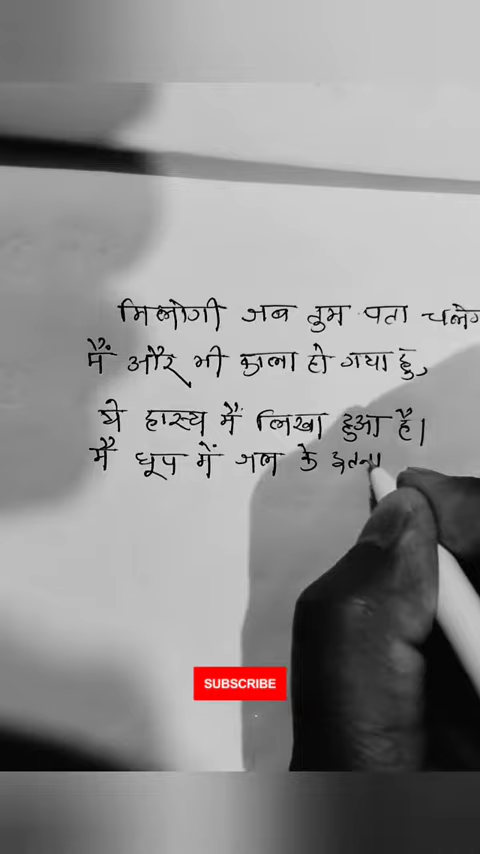 मिलोगी जब तुम पता चलेग
मैं और भी काला हो गया हूं,
ये हास्य में लिखा हुआ है।
मैं धूप में जल के इतना
SUBSCRIBE